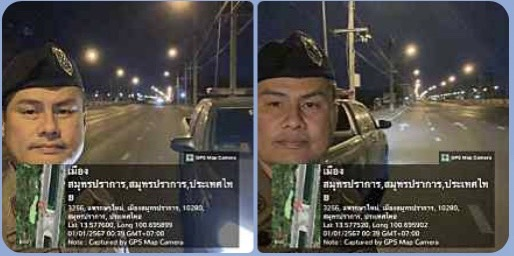 GPS Map Camera
เมือง
สมุทรปราการ,สมุทรปราการ,ประเทศไท
ย
3256, แพรกษาใหม่, เมืองสมุทรปราการ, 10280,
สมุทรปราการ, ประเทศไทย
Lat 13.577600, Long 100.695899
01/01/2567 00:39 GMT+07:00
Note : Captured by GPS Map Camera
GPS Map Camera
เมือง
สมุทรปราการ,สมุทรปราการ,ประเทศไท
ย
3256, แพรกษาใหม่, เมืองสมุทรปราการ, 10280,
สมุทรปราการ, ประเทศไทย
Lat 13.577520, Long 100.695902
01/01/2567 00:39 GMT+07:00
Note : Captured by GPS Map Camera